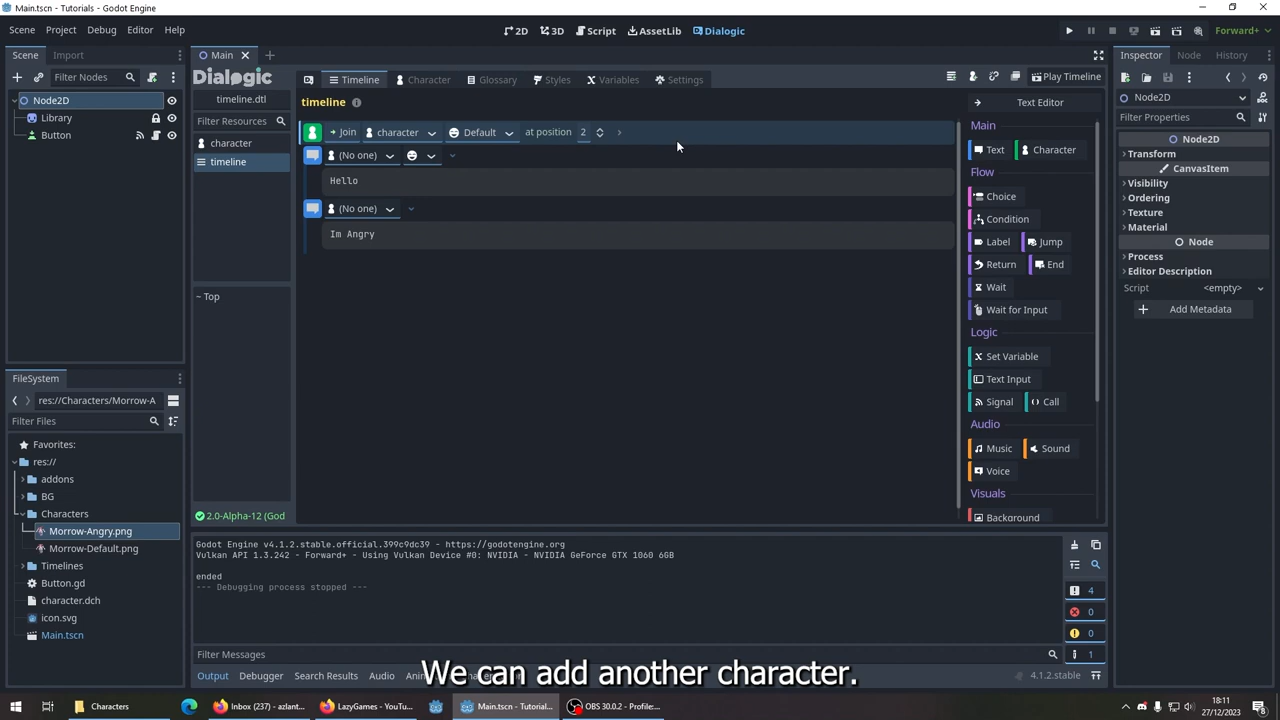 Main.tscn - Tutorials - Godot Engine
Scene Project Debug Editor Help
2D 3D Script AssetLib Dialogic
Forward+
Scene Import
Filter Nodes
Node2D
Library
Button
FileSystem
res://Characters/Morrow-A
Filter Files
Favorites:
res://
addons
BG
Characters
Morrow-Angry.png
Morrow-Default.png
Timelines
Button.gd
character.dch
icon.svg
Main.tscn
Main
Dialogic
timeline.dtl
Filter Resources
character
timeline
~ Top
2.0-Alpha-12 (God
Timeline Character Glossary Styles Variables Settings
Play Timeline
timeline
Join character Default at position 2
(No one)
Hello
(No one)
Im Angry
Text Editor
Main
Text Character
Flow
Choice
Condition
Label Jump
Return End
Wait
Wait for Input
Logic
Set Variable
Text Input
Signal Call
Audio
Music Sound
Voice
Visuals
Background
Godot Engine v4.1.2.stable.official.399c9dc39 - https://godotengine.org
Vulkan API 1.3.242 - Forward+ - Using Vulkan Device #0: NVIDIA - NVIDIA GeForce GTX 1060 6GB
ended
--- Debugging process stopped ---
4
0
0
1
Filter Messages
Output Debugger Search Results Audio
4.1.2.stable
Inspector Node History
Node2D
Filter Properties
Node2D
Transform
CanvasItem
Visibility
Ordering
Texture
Material
Node
Process
Editor Description
Script <empty>
Add Metadata
We can add another character.
Characters
Inbox (237) - azlant...
LazyGames - YouTu...
Main.tscn - Tutorial...
OBS 30.0.2 - Profile:...
18:11
27/12/2023